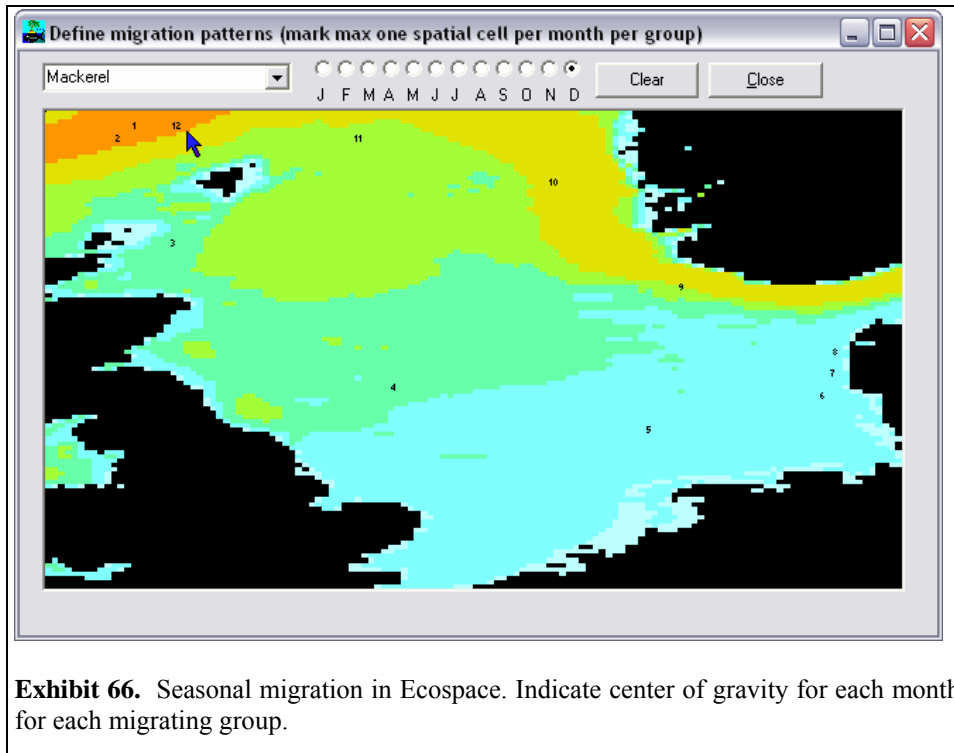 Define migration patterns (mark max one spatial cell per month per group)
Mackerel
J F M A M J J A S O N D
Clear
Close
1 12
2
11
10
3
9
8
7
4
6
5
Exhibit 66. Seasonal migration in Ecospace. Indicate center of gravity for each month
for each migrating group.